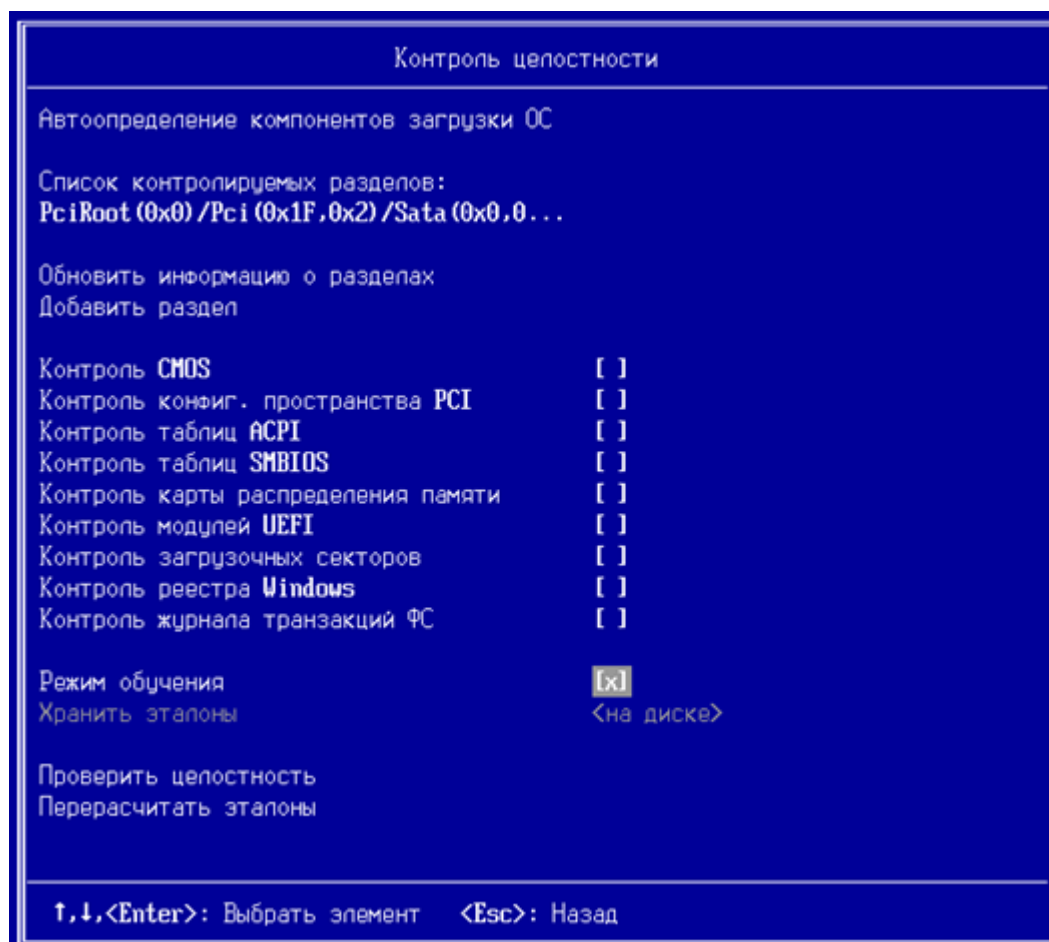 Контроль целостности
Автоопределение компонентов загрузки ОС
Список контролируемых разделов:
PciRoot(0x0)/Pci(0x1F,0x2)/Sata(0x0,0...
Обновить информацию о разделах
Добавить раздел
Контроль CMOS [ ]
Контроль конфиг. пространства PCI [ ]
Контроль таблиц ACPI [ ]
Контроль таблиц SMBIOS [ ]
Контроль карты распределения памяти [ ]
Контроль модулей UEFI [ ]
Контроль загрузочных секторов [ ]
Контроль реестра Windows [ ]
Контроль журнала транзакций ФС [ ]
Режим обучения [x]
Хранить эталоны <на диске>
Проверить целостность
Перерасчитать эталоны
↑,↓,<Enter>: Выбрать элемент <Esc>: Назад